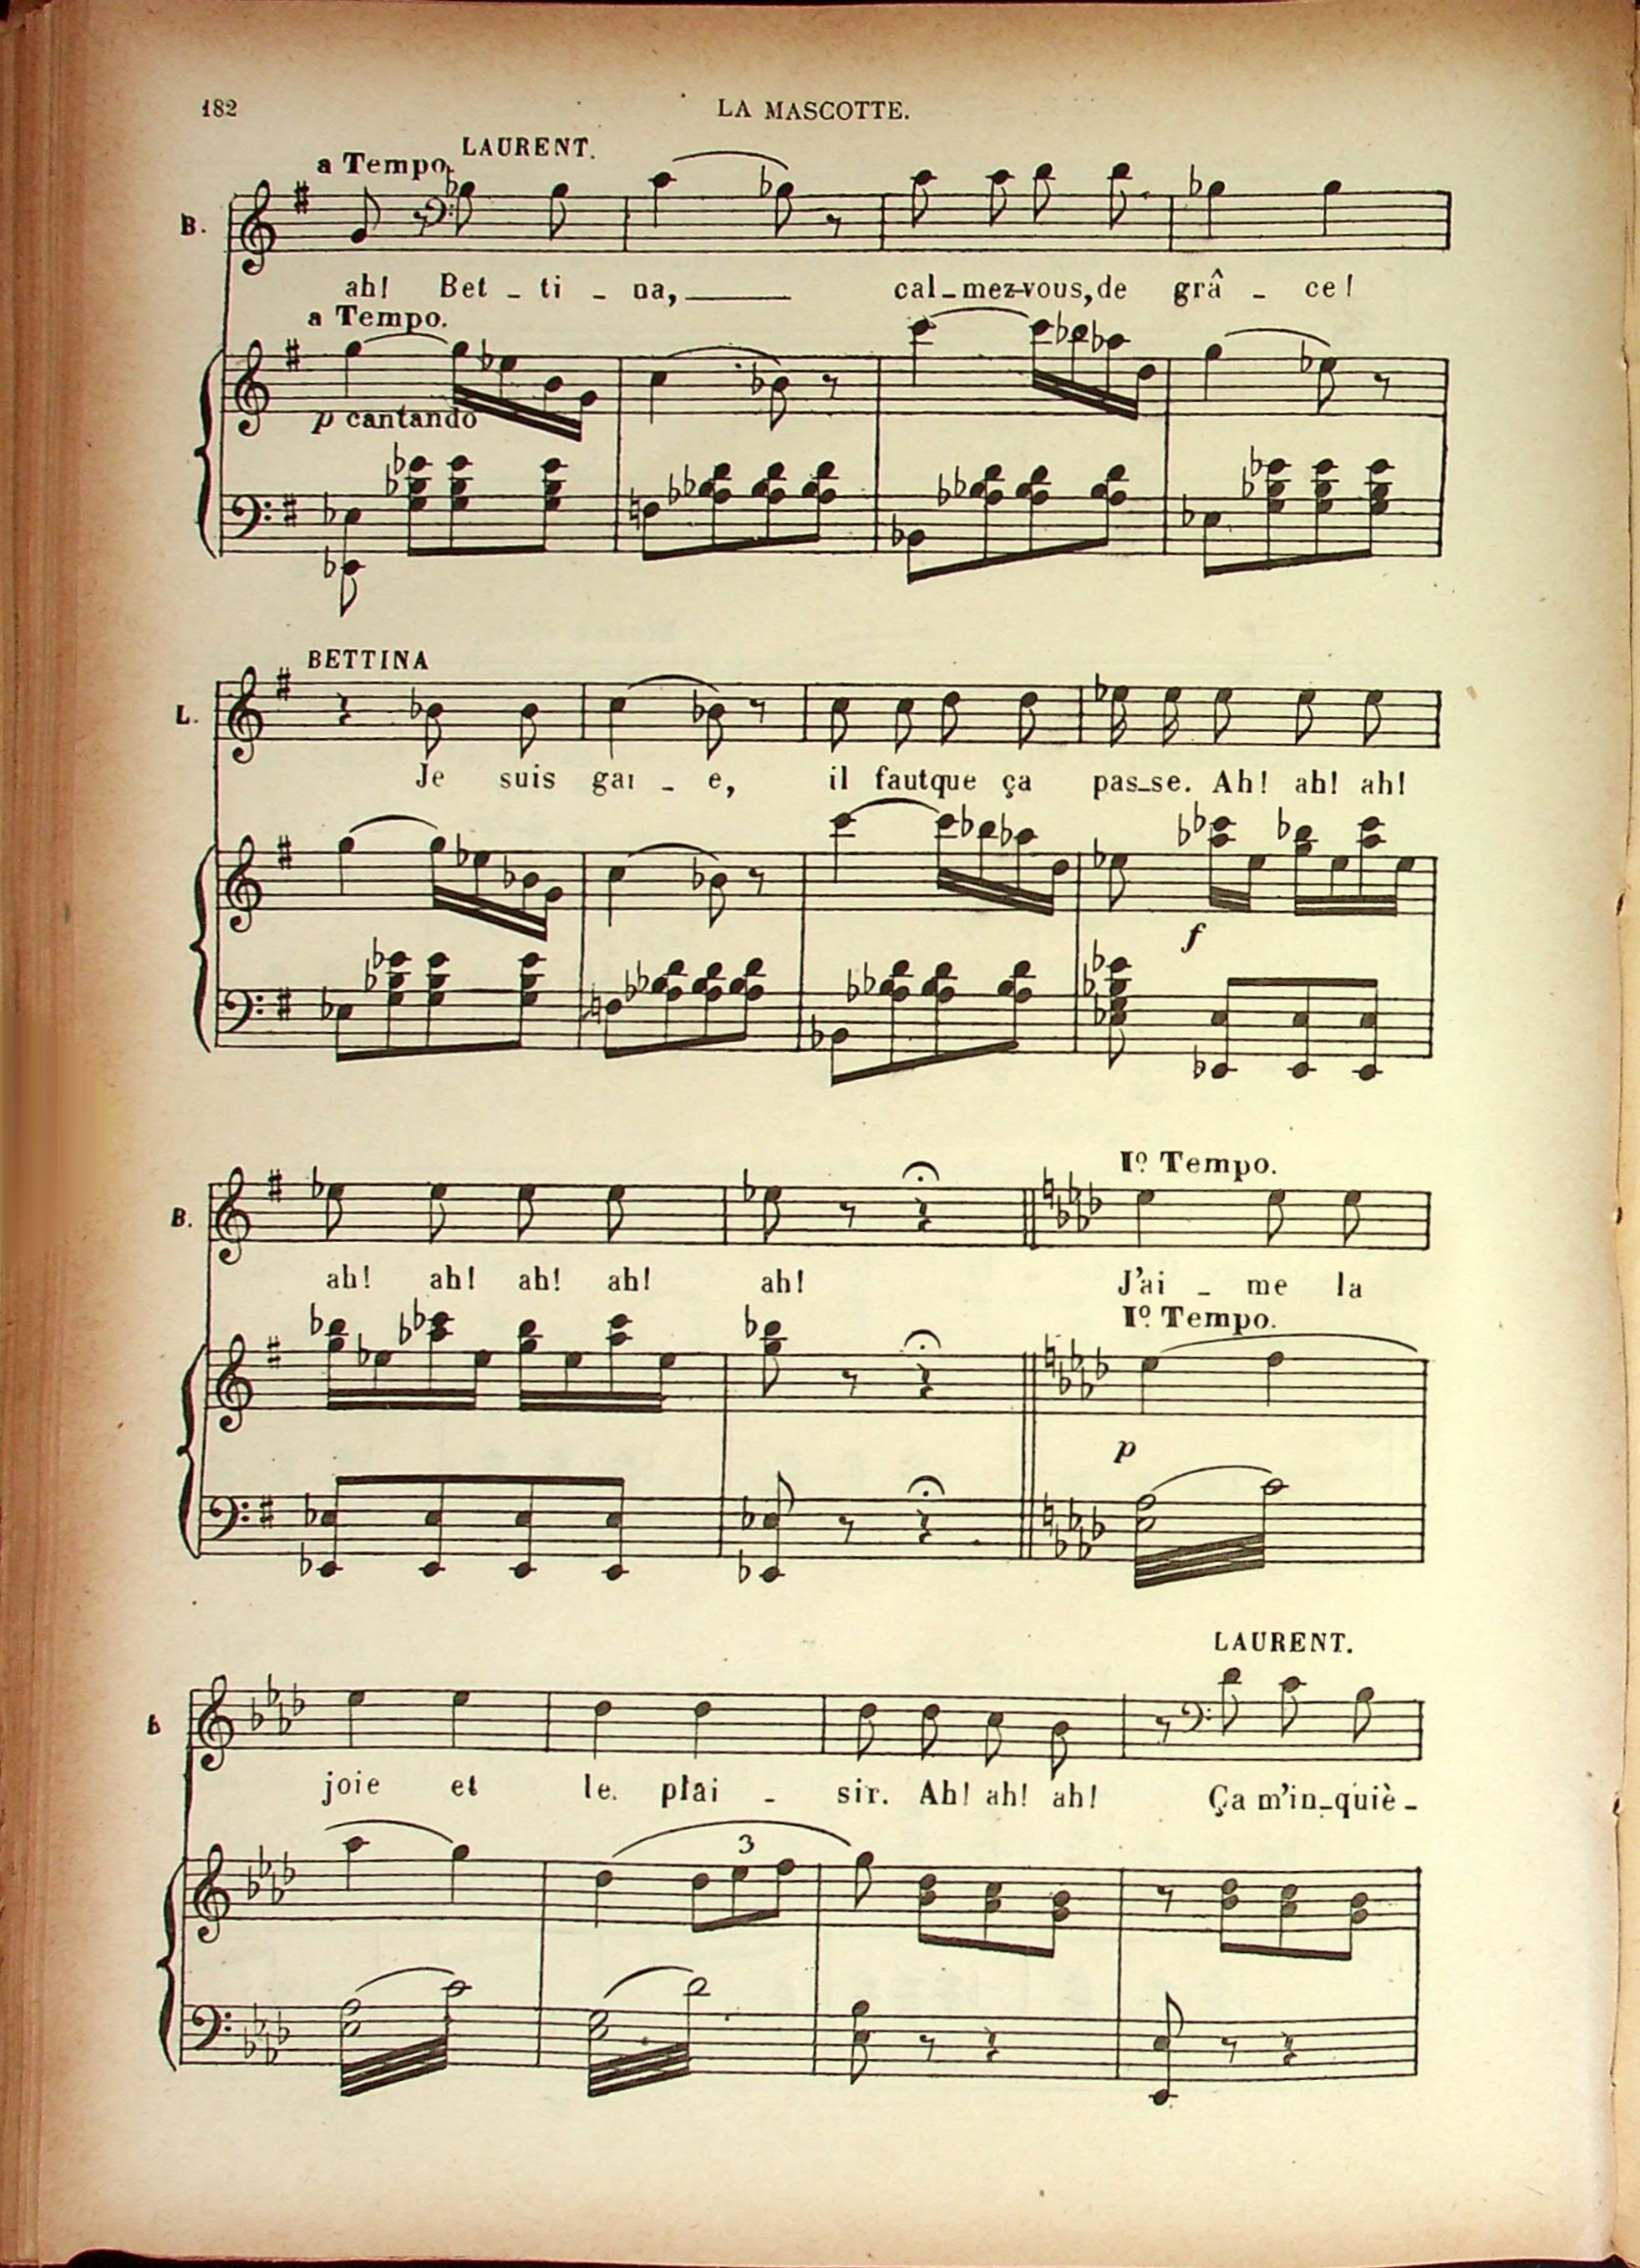 182
LA MASCOTTE.
a Tempo. LAURENT.
B.
ah! Bet - ti - na, cal-mez-vous, de grâ - ce!
a Tempo.
p cantando
BETTINA
L.
Je suis gai - e, il faut que ça pas-se. Ah! ah! ah!
f
Iº Tempo.
B.
ah! ah! ah! ah! ah! J'ai - me la
Iº Tempo.
p
LAURENT.
joie et le plai - sir. Ah! ah! ah! Ça m'in-quiè-
3